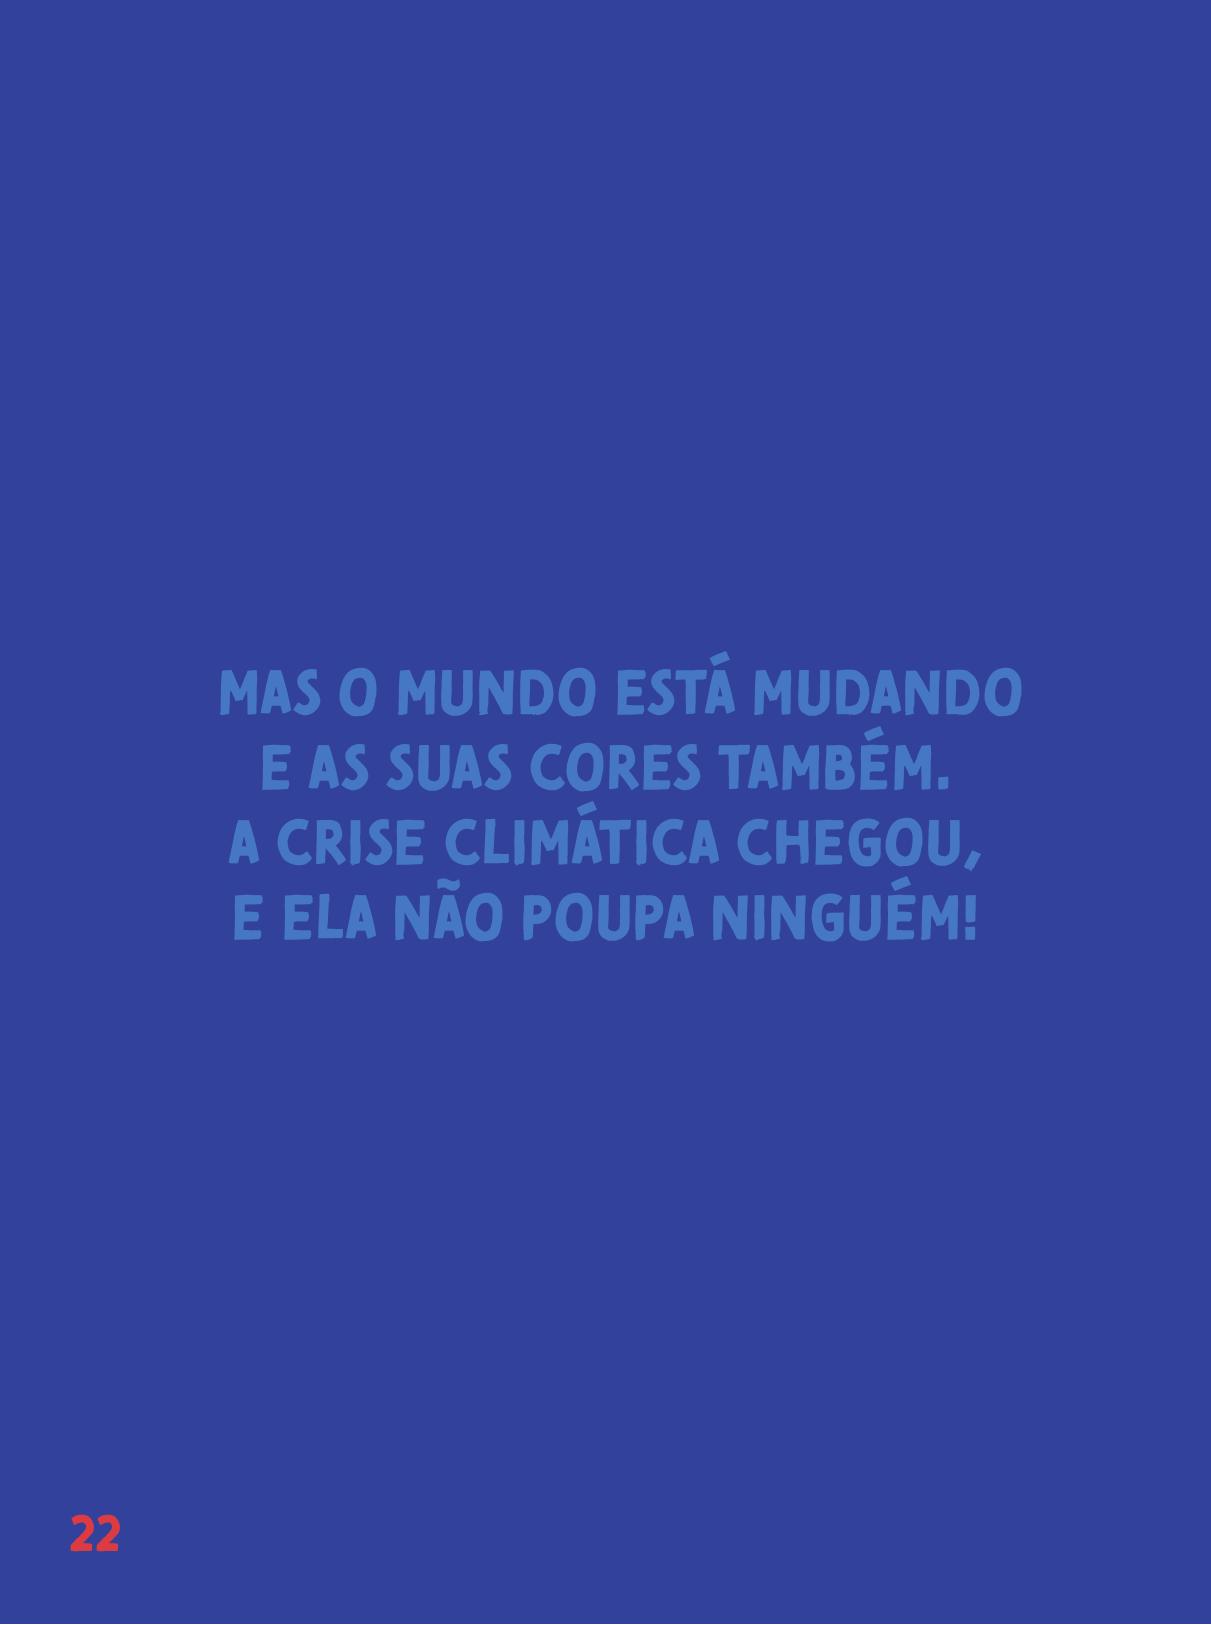 MAS O MUNDO ESTÁ MUDANDO
E AS SUAS CORES TAMBÉM.
A CRISE CLIMÁTICA CHEGOU,
E ELA NÃO POUPA NINGUÉM!
22